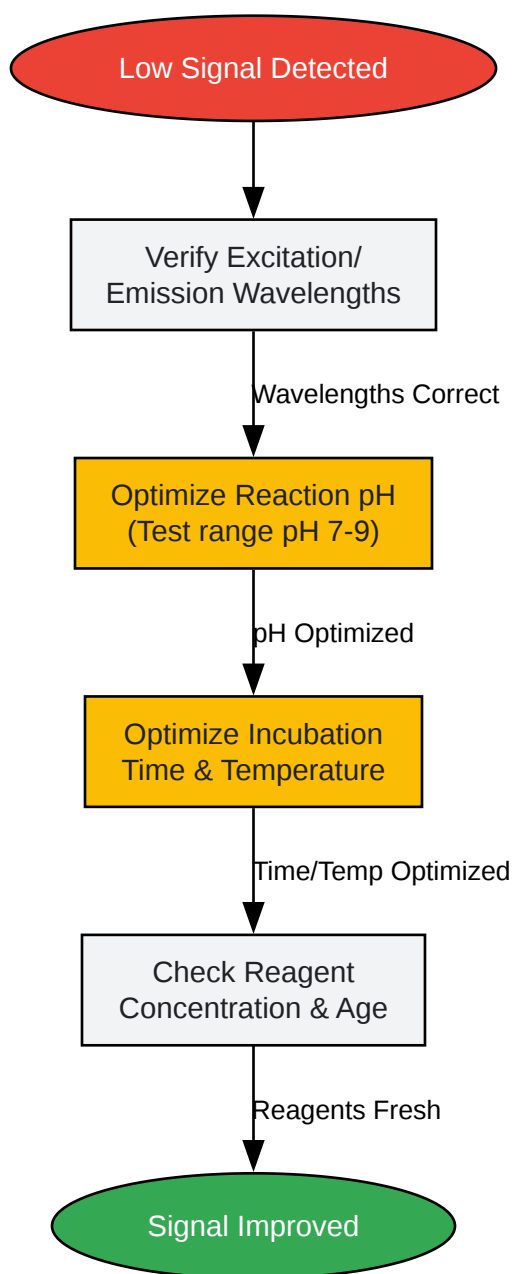 Low Signal Detected
Verify Excitation/
Emission Wavelengths
Wavelengths Correct
Optimize Reaction pH
(Test range pH 7-9)
pH Optimized
Optimize Incubation
Time & Temperature
Time/Temp Optimized
Check Reagent
Concentration & Age
Reagents Fresh
Signal Improved